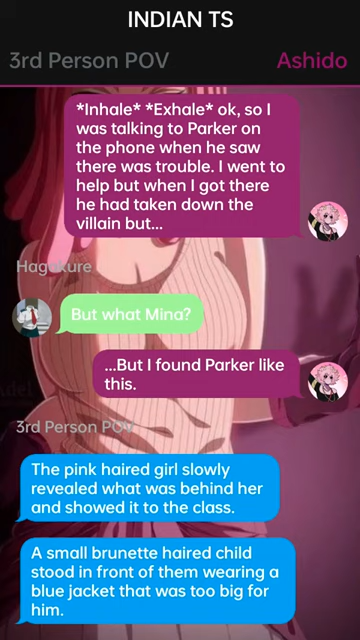 INDIAN TS
3rd Person POV
Ashido
*Inhale* *Exhale* ok, so I
was talking to Parker on
the phone when he saw
there was trouble. I went to
help but when I got there
he had taken down the
villain but...
Hagakure
But what Mina?
...But I found Parker like
this.
3rd Person POV
The pink haired girl slowly
revealed what was behind her
and showed it to the class.
A small brunette haired child
stood in front of them wearing a
blue jacket that was too big for
him.